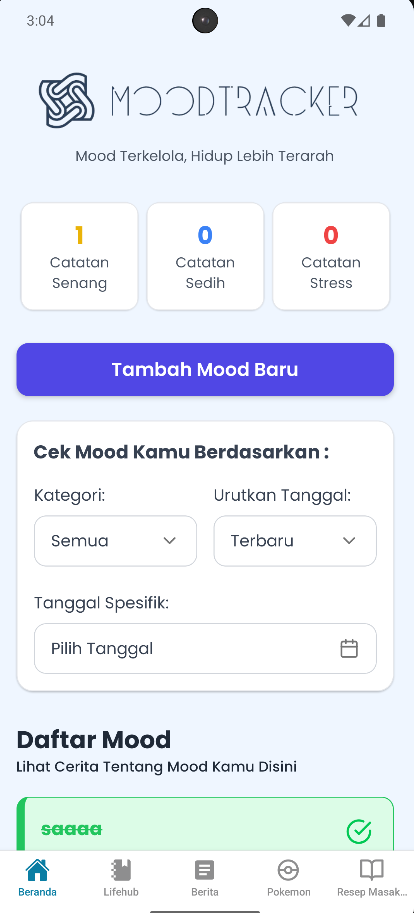 3:04
MOODTRACKER
Mood Terkelola, Hidup Lebih Terarah
1 0 0
Catatan Catatan Catatan
Senang Sedih Stress
Tambah Mood Baru
Cek Mood Kamu Berdasarkan :
Kategori: Urutkan Tanggal:
Semua Terbaru
Tanggal Spesifik:
Pilih Tanggal
Daftar Mood
Lihat Cerita Tentang Mood Kamu Disini
saaaa
Beranda Lifehub Berita Pokemon Resep Masak...